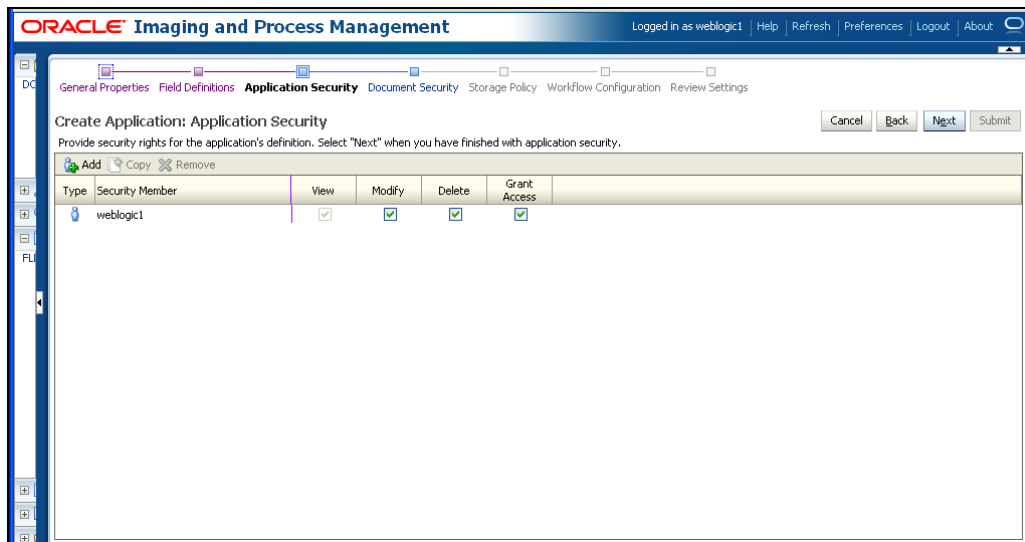 ORACLE Imaging and Process Management
Logged in as weblogic1 | Help | Refresh | Preferences | Logout | About
DO
General Properties Field Definitions Application Security Document Security Storage Policy Workflow Configuration Review Settings
Create Application: Application Security
Cancel Back Next Submit
Provide security rights for the application's definition. Select "Next" when you have finished with application security.
Add Copy Remove
Type Security Member View Modify Delete Grant Access
weblogic1